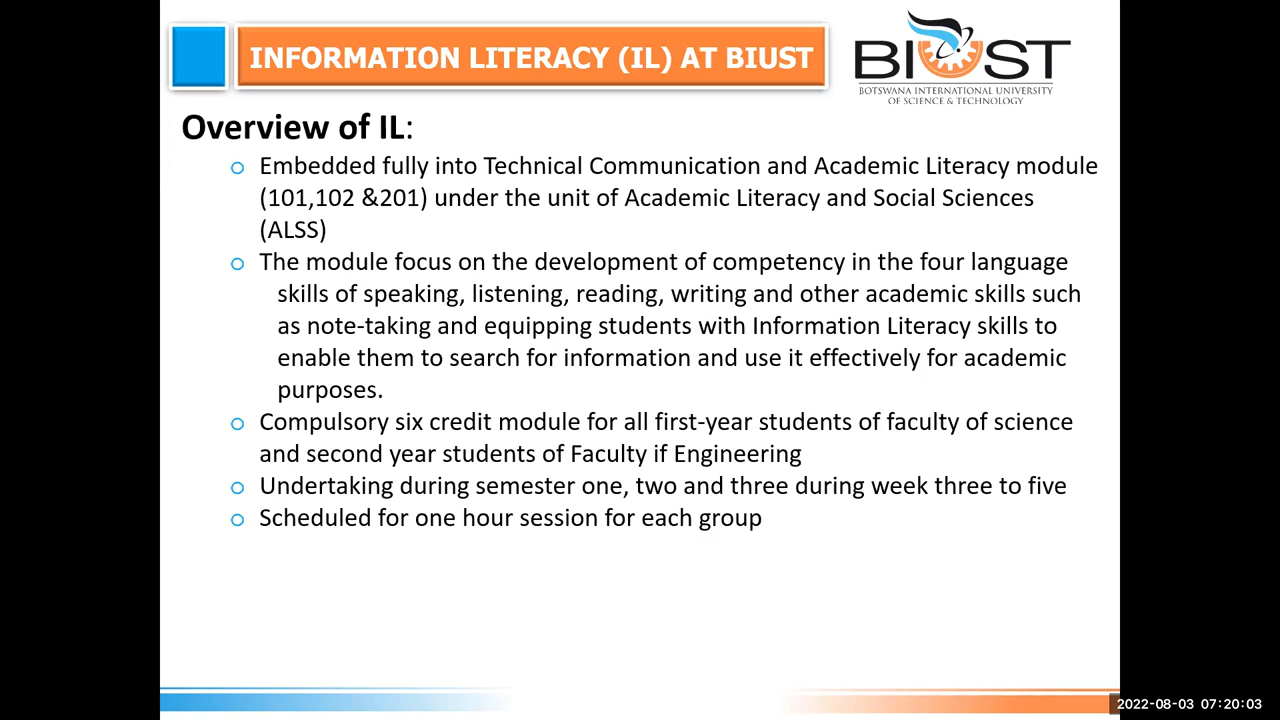 INFORMATION LITERACY (IL) AT BIUST
BIUST
BOTSWANA INTERNATIONAL UNIVERSITY
OF SCIENCE & TECHNOLOGY
Overview of IL:
Embedded fully into Technical Communication and Academic Literacy module
(101,102 &201) under the unit of Academic Literacy and Social Sciences
(ALSS)
The module focus on the development of competency in the four language
skills of speaking, listening, reading, writing and other academic skills such
as note-taking and equipping students with Information Literacy skills to
enable them to search for information and use it effectively for academic
purposes.
Compulsory six credit module for all first-year students of faculty of science
and second year students of Faculty if Engineering
Undertaking during semester one, two and three during week three to five
Scheduled for one hour session for each group
2022-08-03 07:20:03